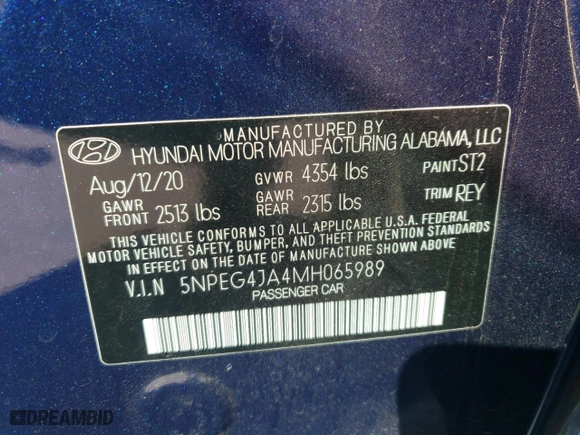 MANUFACTURED BY
HYUNDAI MOTOR MANUFACTURING ALABAMA, LLC
Aug/12/20 GVWR 4354 lbs PAINT ST2
GAWR FRONT 2513 lbs GAWR REAR 2315 lbs TRIM REY
THIS VEHICLE CONFORMS TO ALL APPLICABLE U.S.A. FEDERAL
MOTOR VEHICLE SAFETY, BUMPER, AND THEFT PREVENTION STANDARDS
IN EFFECT ON THE DATE OF MANUFACTURE SHOWN ABOVE.
V.I.N 5NPEG4JA4MH065989
PASSENGER CAR
DREAMBID